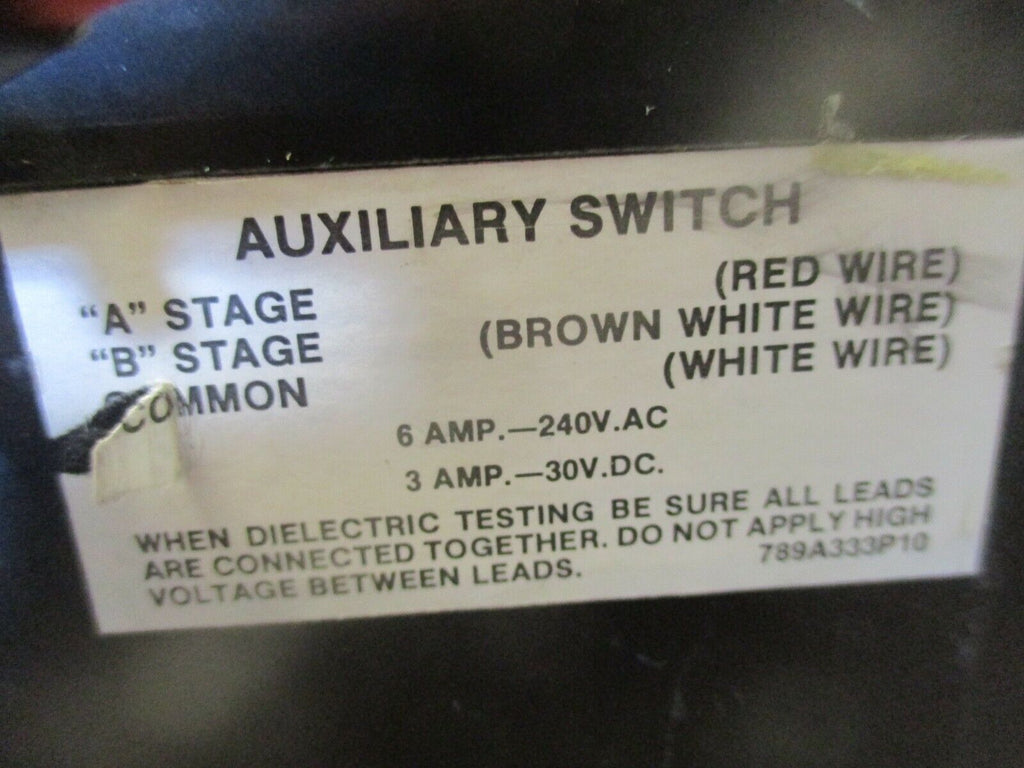 AUXILIARY SWITCH
"A" STAGE (RED WIRE)
"B" STAGE (BROWN WHITE WIRE)
COMMON (WHITE WIRE)
6 AMP.—240V.AC
3 AMP.—30V.DC.
WHEN DIELECTRIC TESTING BE SURE ALL LEADS
ARE CONNECTED TOGETHER. DO NOT APPLY HIGH
VOLTAGE BETWEEN LEADS. 789A333P10